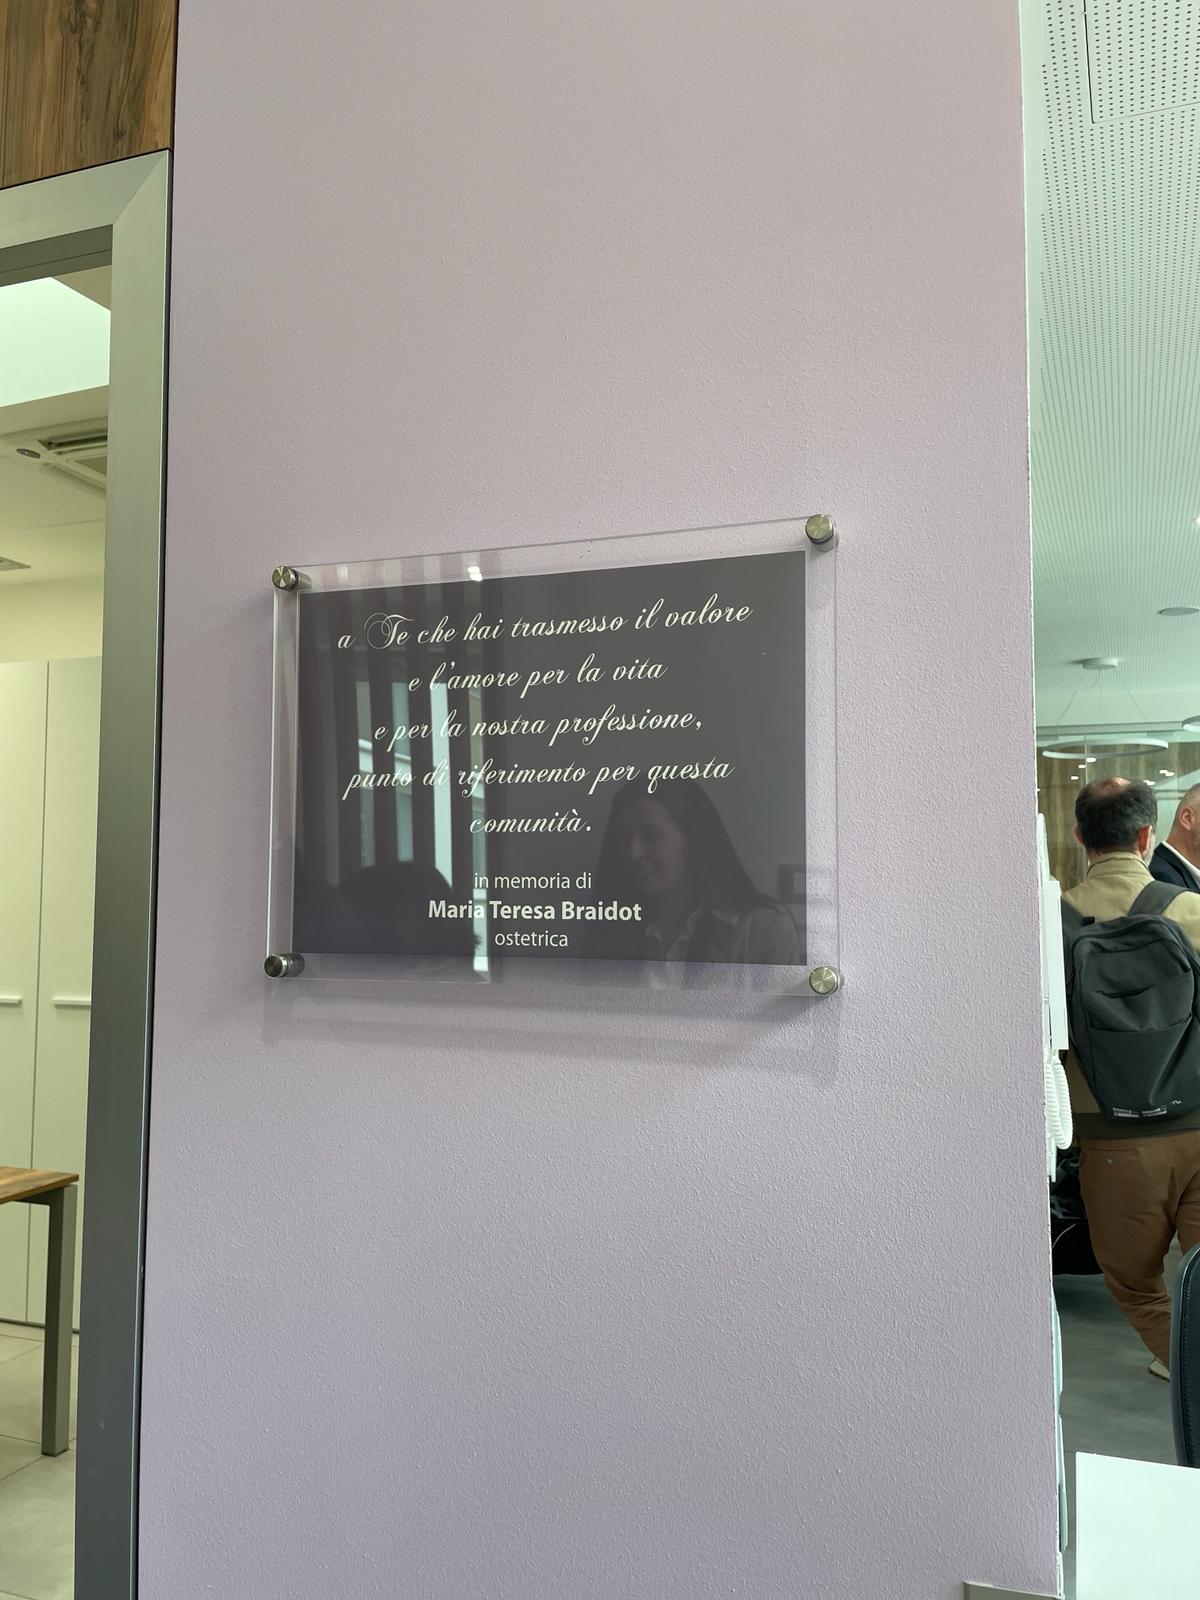 a Te che hai trasmesso il valore
e l'amore per la vita
e per la nostra professione,
punto di riferimento per questa
comunità.
in memoria di
Maria Teresa Braidot
ostetrica